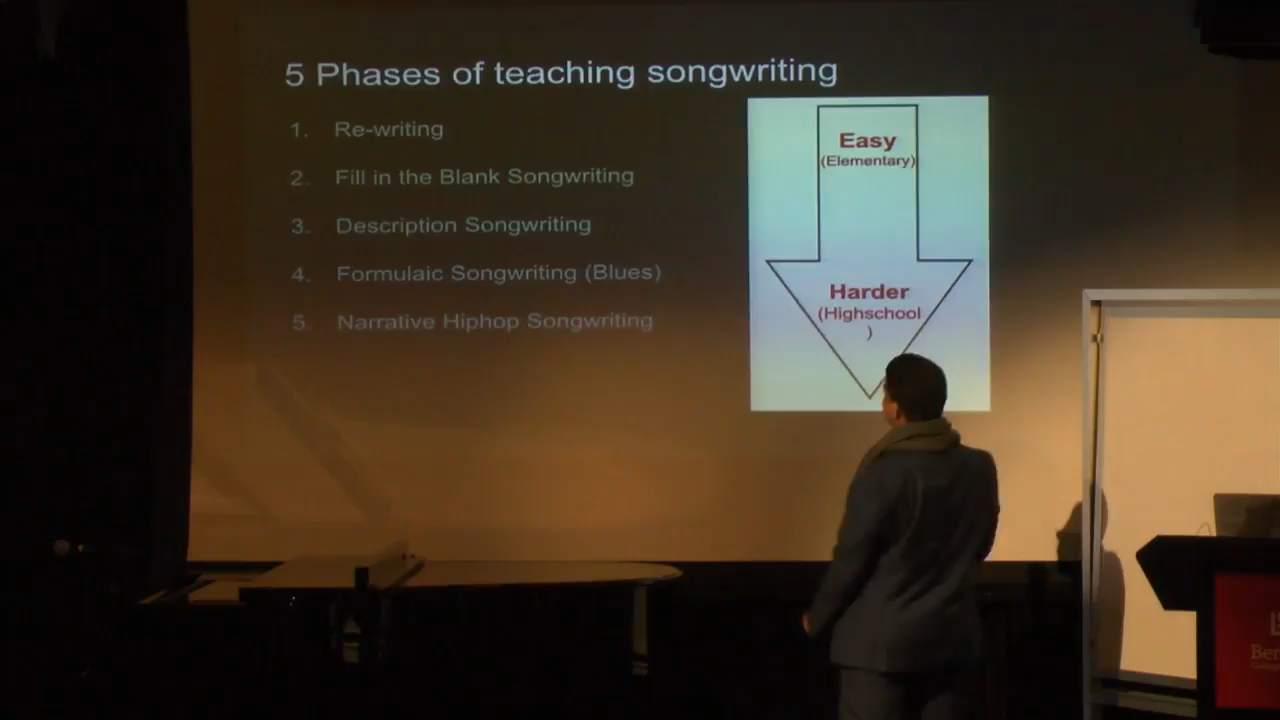 5 Phases of teaching songwriting
1. Re-writing
2. Fill in the Blank Songwriting
3. Description Songwriting
4. Formulaic Songwriting (Blues)
5. Narrative Hiphop Songwriting
Easy
(Elementary)
Harder
(Highschool
)